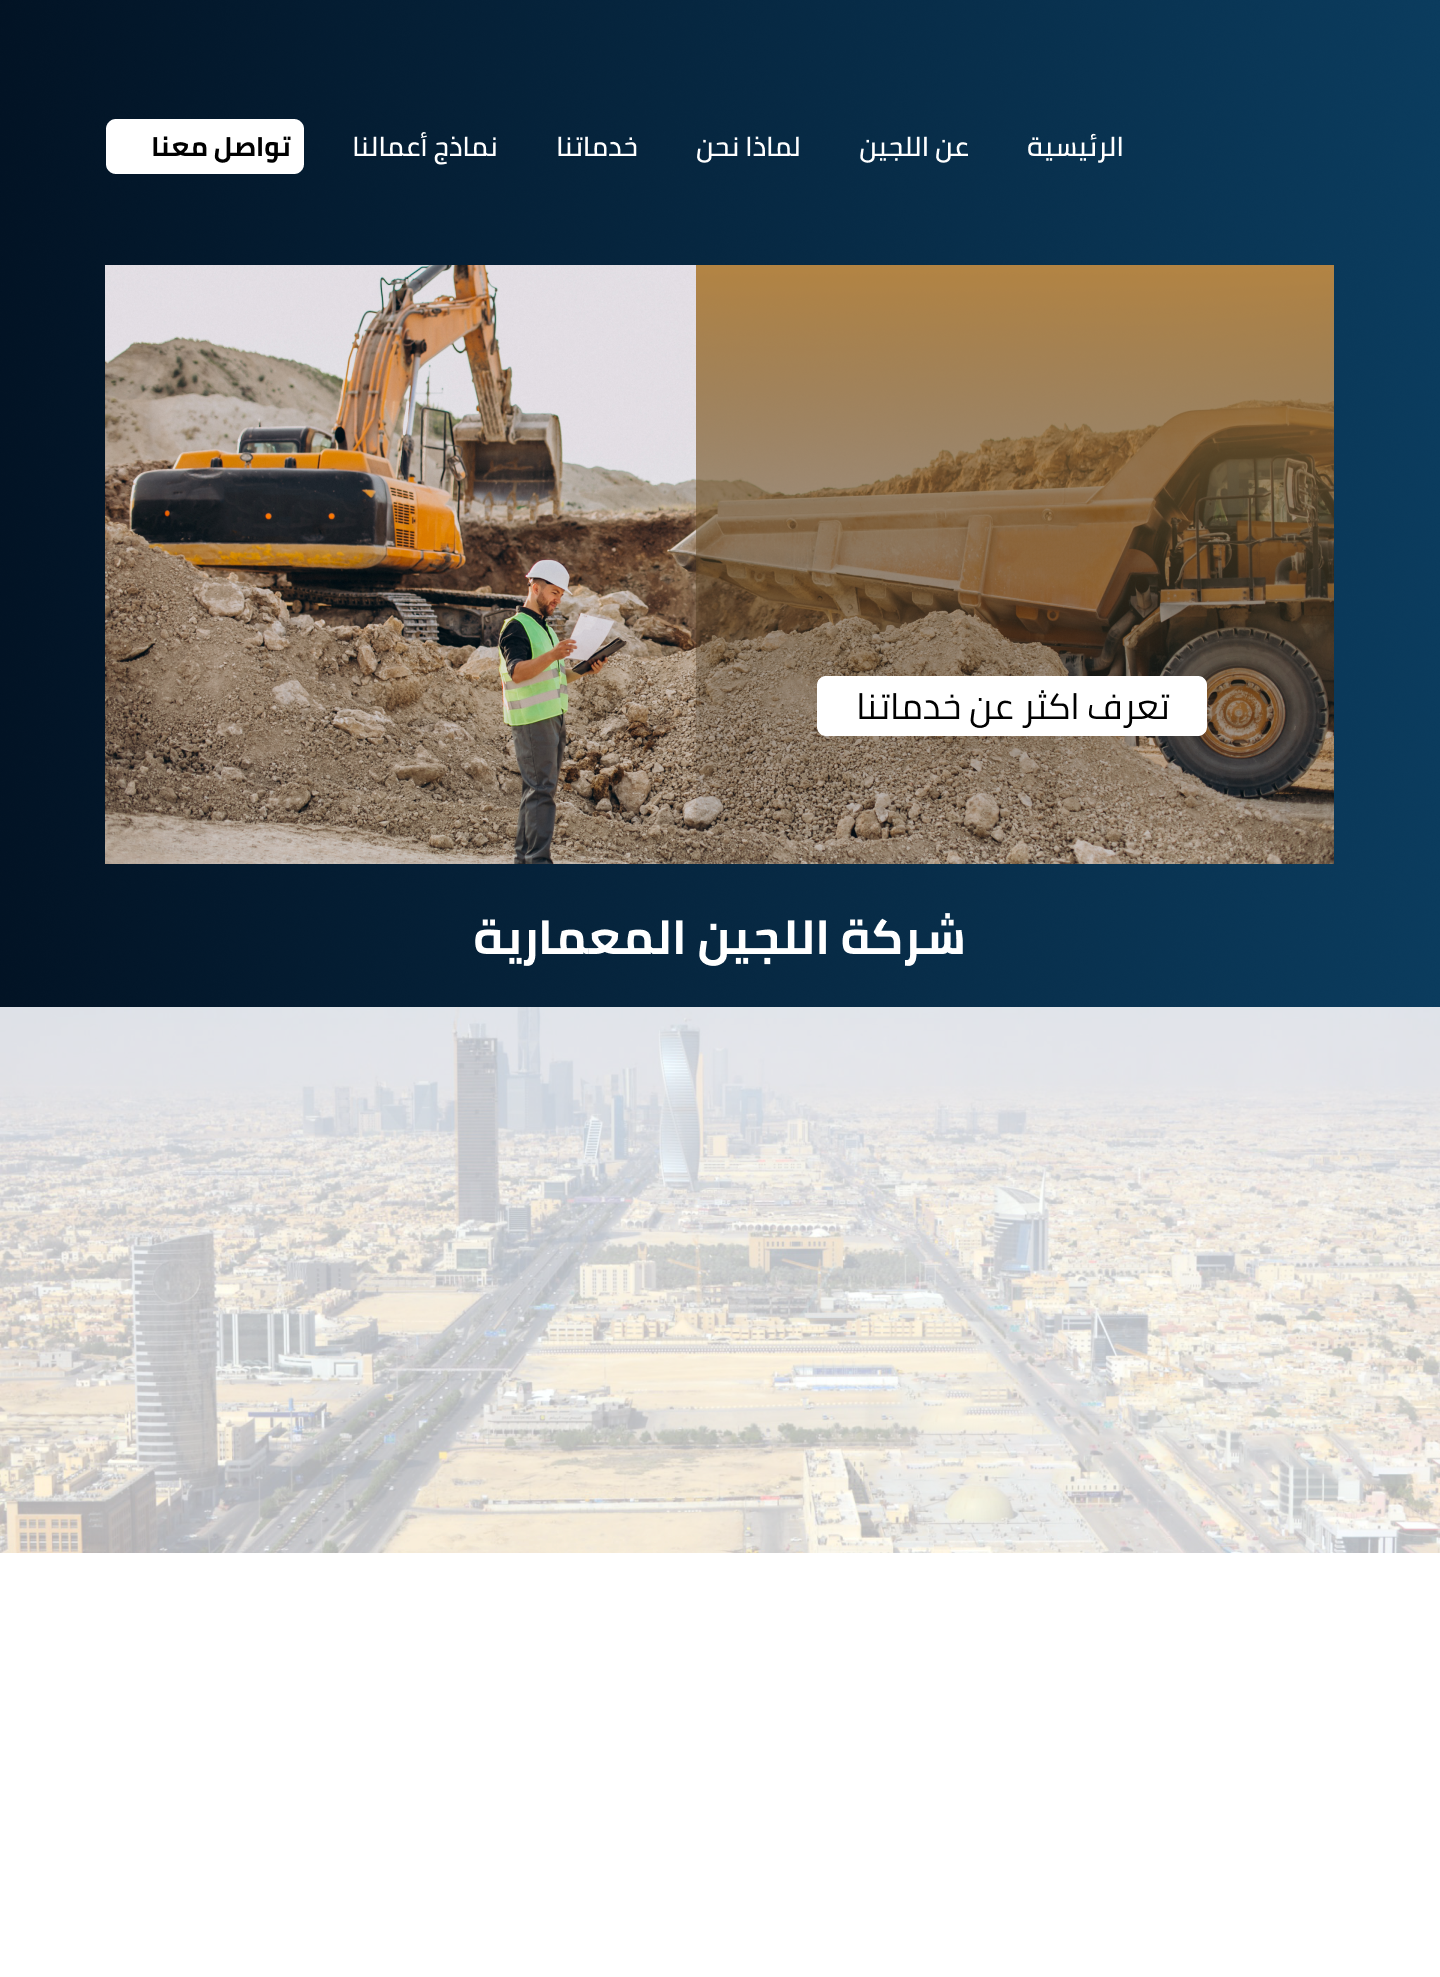 الرئيسية
عن اللجين
لماذا نحن
خدماتنا
نماذج أعمالنا
تواصل معنا
تعرف اكثر عن خدماتنا
شركة اللجين المعمارية